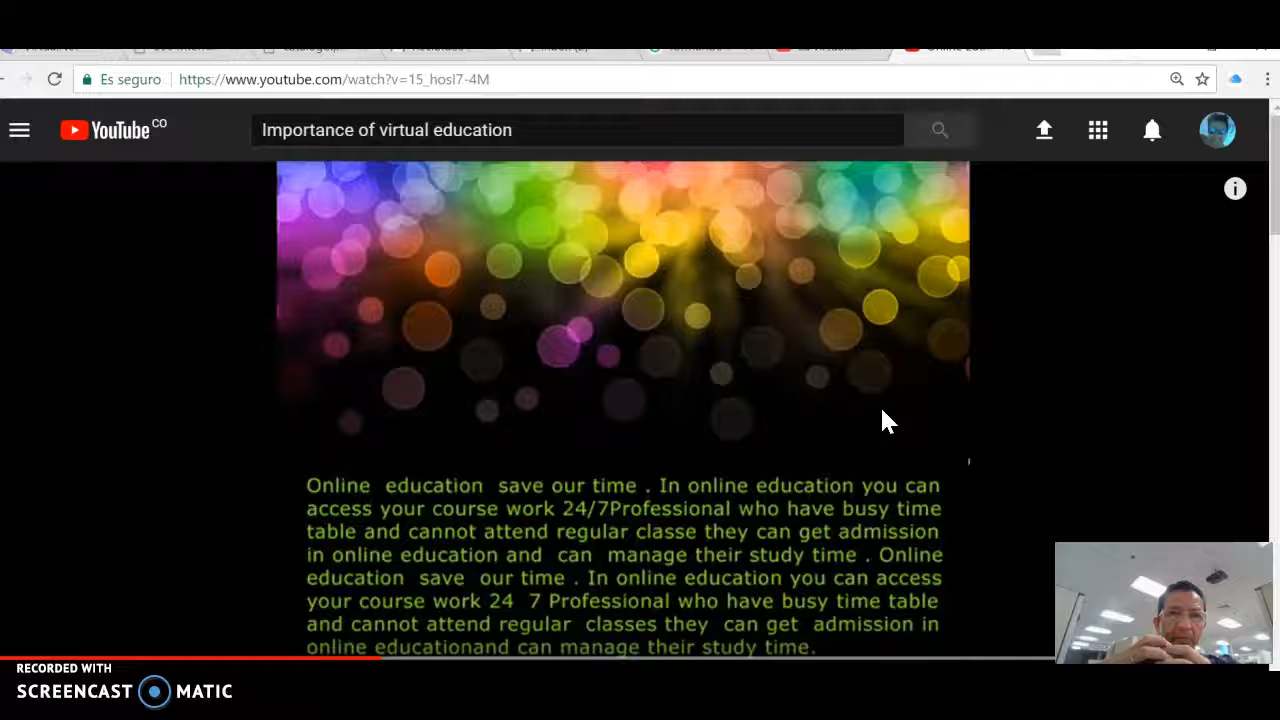 Es seguro https://www.youtube.com/watch?v=15_hosl7-4M
YouTube CO
Importance of virtual education
Online education save our time . In online education you can
access your course work 24/7Professional who have busy time
table and cannot attend regular classe they can get admission
in online education and can manage their study time . Online
education save our time . In online education you can access
your course work 24 7 Professional who have busy time table
and cannot attend regular classes they can get admission in
online educationand can manage their study time.
RECORDED WITH
SCREENCAST MATIC